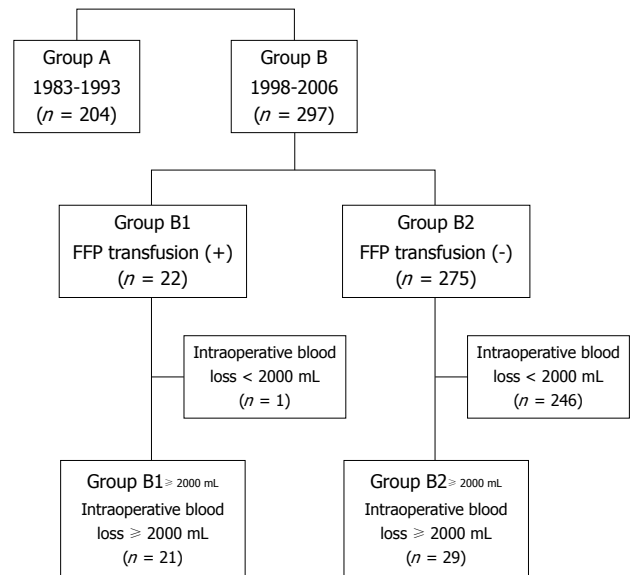 Group A
1983-1993
(n = 204)
Group B
1998-2006
(n = 297)
Group B1
FFP transfusion (+)
(n = 22)
Group B2
FFP transfusion (-)
(n = 275)
Intraoperative blood
loss < 2000 mL
(n = 1)
Intraoperative blood
loss < 2000 mL
(n = 246)
Group B1 ≥ 2000 mL
Intraoperative blood
loss ≥ 2000 mL
(n = 21)
Group B2 ≥ 2000 mL
Intraoperative blood
loss ≥ 2000 mL
(n = 29)